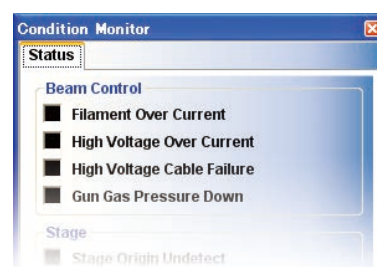 Condition Monitor
Status
Beam Control
Filament Over Current
High Voltage Over Current
High Voltage Cable Failure
Gun Gas Pressure Down
Stage
Stage Origin Undetect